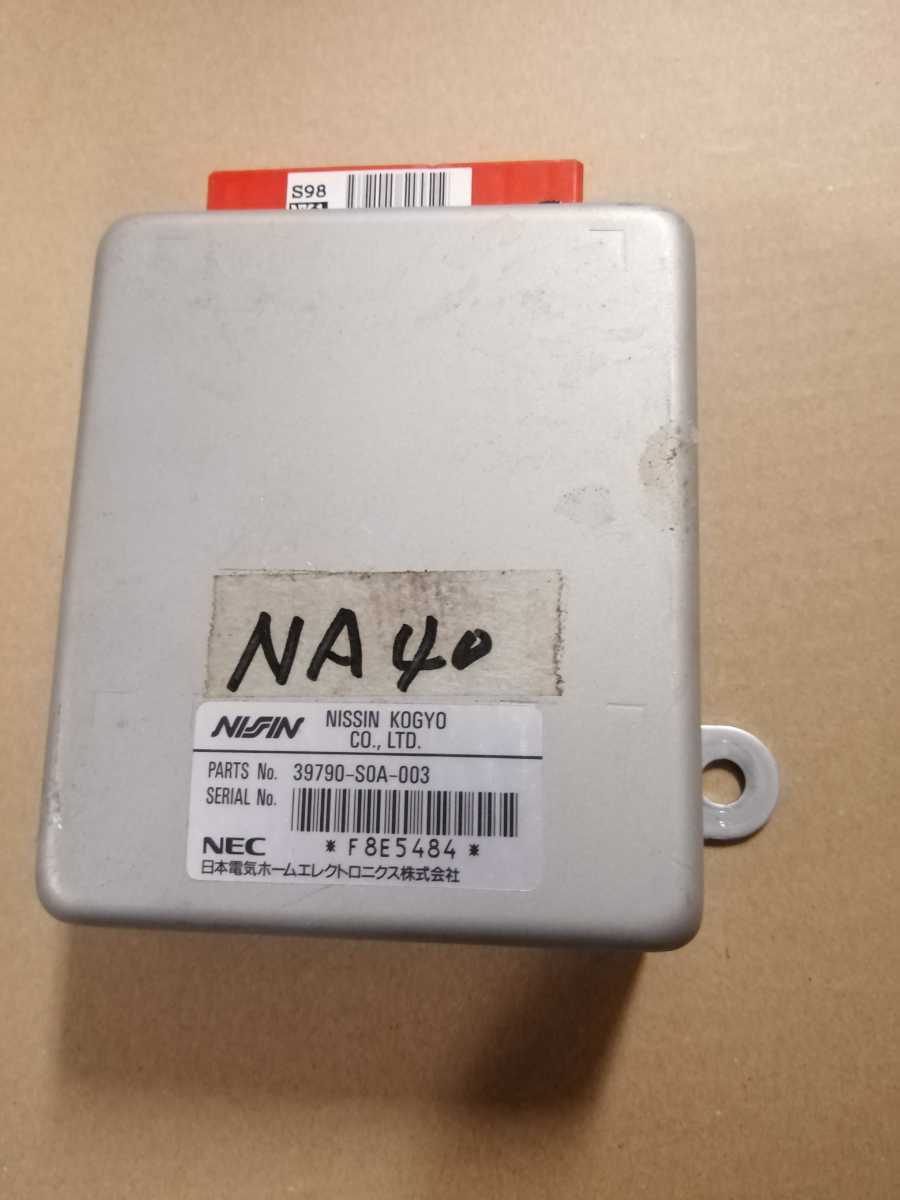 S98
NA40
NISSIN NISSIN KOGYO
CO., LTD.
PARTS No. 39790-S0A-003
SERIAL No.
*F8E5484*
NEC
日本電気ホームエレクトロニクス株式会社